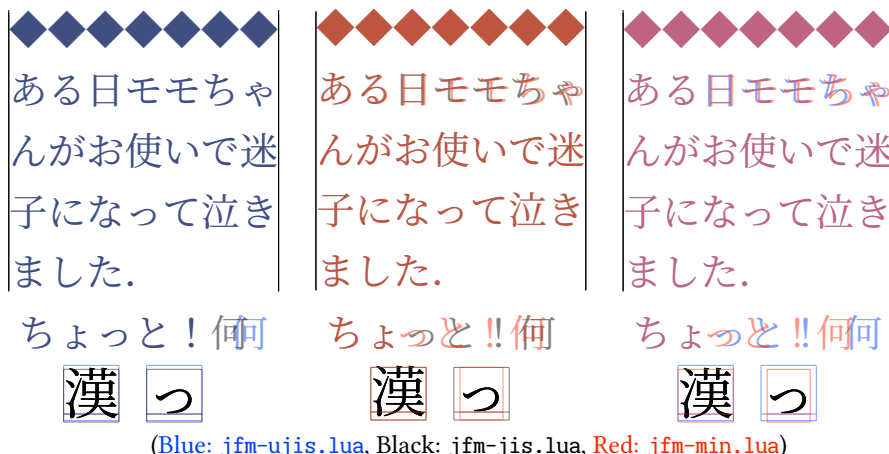 ◆◆◆◆◆◆◆
ある日モモちゃ
んがお使いで迷
子になって泣き
ました.
ちょっと！何
漢 っ
◆◆◆◆◆◆◆
ある日モモちゃ
んがお使いで迷
子になって泣き
ました.
ちょっと！何
漢 っ
◆◆◆◆◆◆◆
ある日モモちゃ
んがお使いで迷
子になって泣き
ました.
ちょっと！何
漢 っ
(Blue: jfm-ujis.lua, Black: jfm-jis.lua, Red: jfm-min.lua)